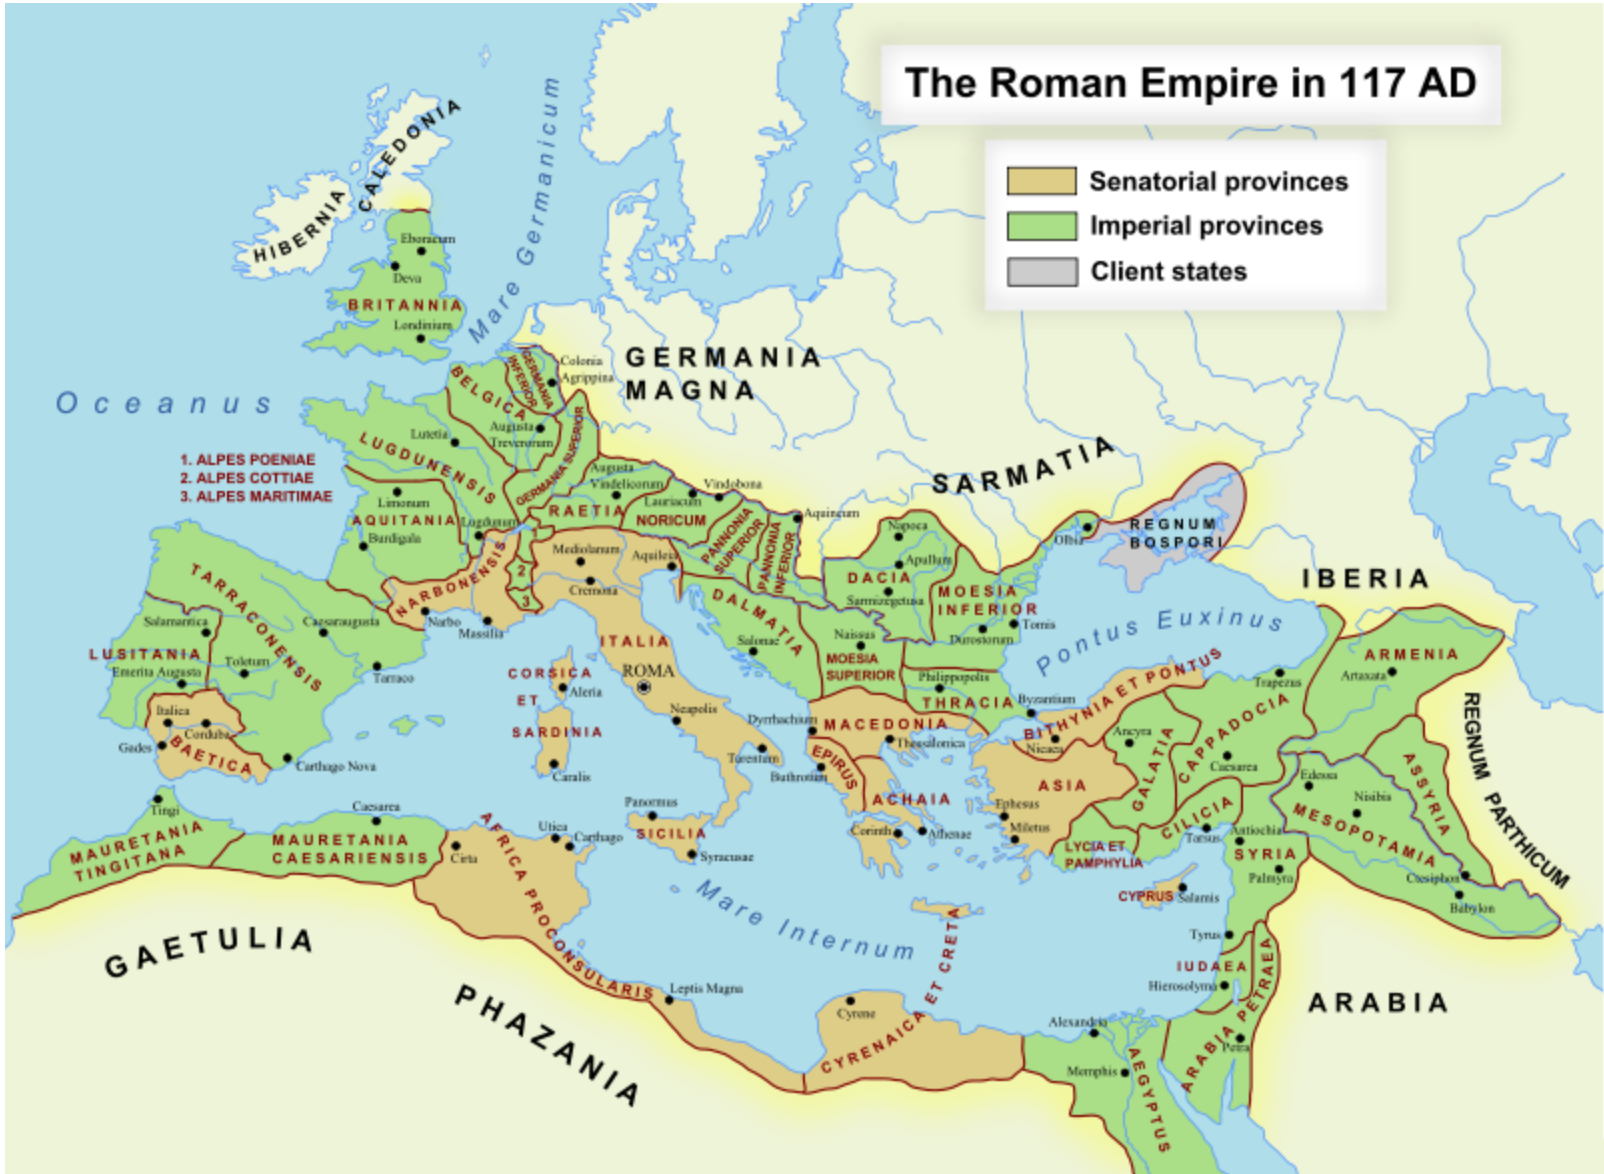 The Roman Empire in 117 AD
Senatorial provinces
Imperial provinces
Client states
CALEDONIA
HIBERNIA
Mare Germanicum
Eboracum
Deva
BRITANNIA
Londinium
Oceanus
GERMANIA
MAGNA
GERMANIA
INFERIOR
Colonia
Agrippina
BELGICA
Augusta
Treverorum
Lutetia
LUGDUNENSIS
GERMANIA SUPERIOR
1. ALPES POENIAE
2. ALPES COTTIAE
3. ALPES MARITIMAE
SARMATIA
Limonum
AQUITANIA
Burdigala
Lugdunum
Augusta
Vindelicorum
RAETIA
Lauriacum
NORICUM
Vindobona
PANNONIA
SUPERIOR
PANNONIA
INFERIOR
Aquincum
Napoca
Apullum
DACIA
Sarmizegetusa
MOESIA
INFERIOR
Durostorum
Tomis
Olbia
REGNUM
BOSPORI
IBERIA
Pontus Euxinus
TARRACONENSIS
Salamantica
Caesaraugusta
LUSITANIA
Toletum
Emerita Augusta
Tarraco
Italica
Corduba
Gades
BAETICA
Carthago Nova
NARBONENSIS
Narbo
Massilia
2
3
Mediolanum
Cremona
Aquileia
ITALIA
ROMA
Neapolis
Tarentum
CORSICA
ET
SARDINIA
Aleria
Caralis
DALMATIA
Salonae
Naissus
MOESIA
SUPERIOR
Philippopolis
THRACIA
Byzantium
Dyrrhachium
MACEDONIA
Thessalonica
EPIRUS
Buthrotum
ACHAIA
Corinth
Athenae
BITHYNIA ET PONTUS
Nicaea
Trapezus
ARMENIA
Artaxata
Ancyra
GALATIA
CAPPADOCIA
Caesarea
ASIA
Ephesus
Miletus
LYCIA ET
PAMPHYLIA
CILICIA
Tarsus
Antiochia
SYRIA
Palmyra
Edessa
Nisibis
MESOPOTAMIA
ASSYRIA
Ctesiphon
Babylon
REGNUM PARTHICUM
Tingi
MAURETANIA
TINGITANA
Caesarea
MAURETANIA
CAESARIENSIS
Cirta
Utica
Carthago
AFRICA PROCONSULARIS
Panormus
SICILIA
Syracusae
Mare Internum
CYPRUS
Salamis
Tyrus
IUDAEA
Hierosolyma
ARABIA PETRAEA
Petra
ARABIA
GAETULIA
PHAZANIA
Leptis Magna
Cyrene
CYRENAICA ET CRETA
Alexandria
Memphis
AEGYPTUS